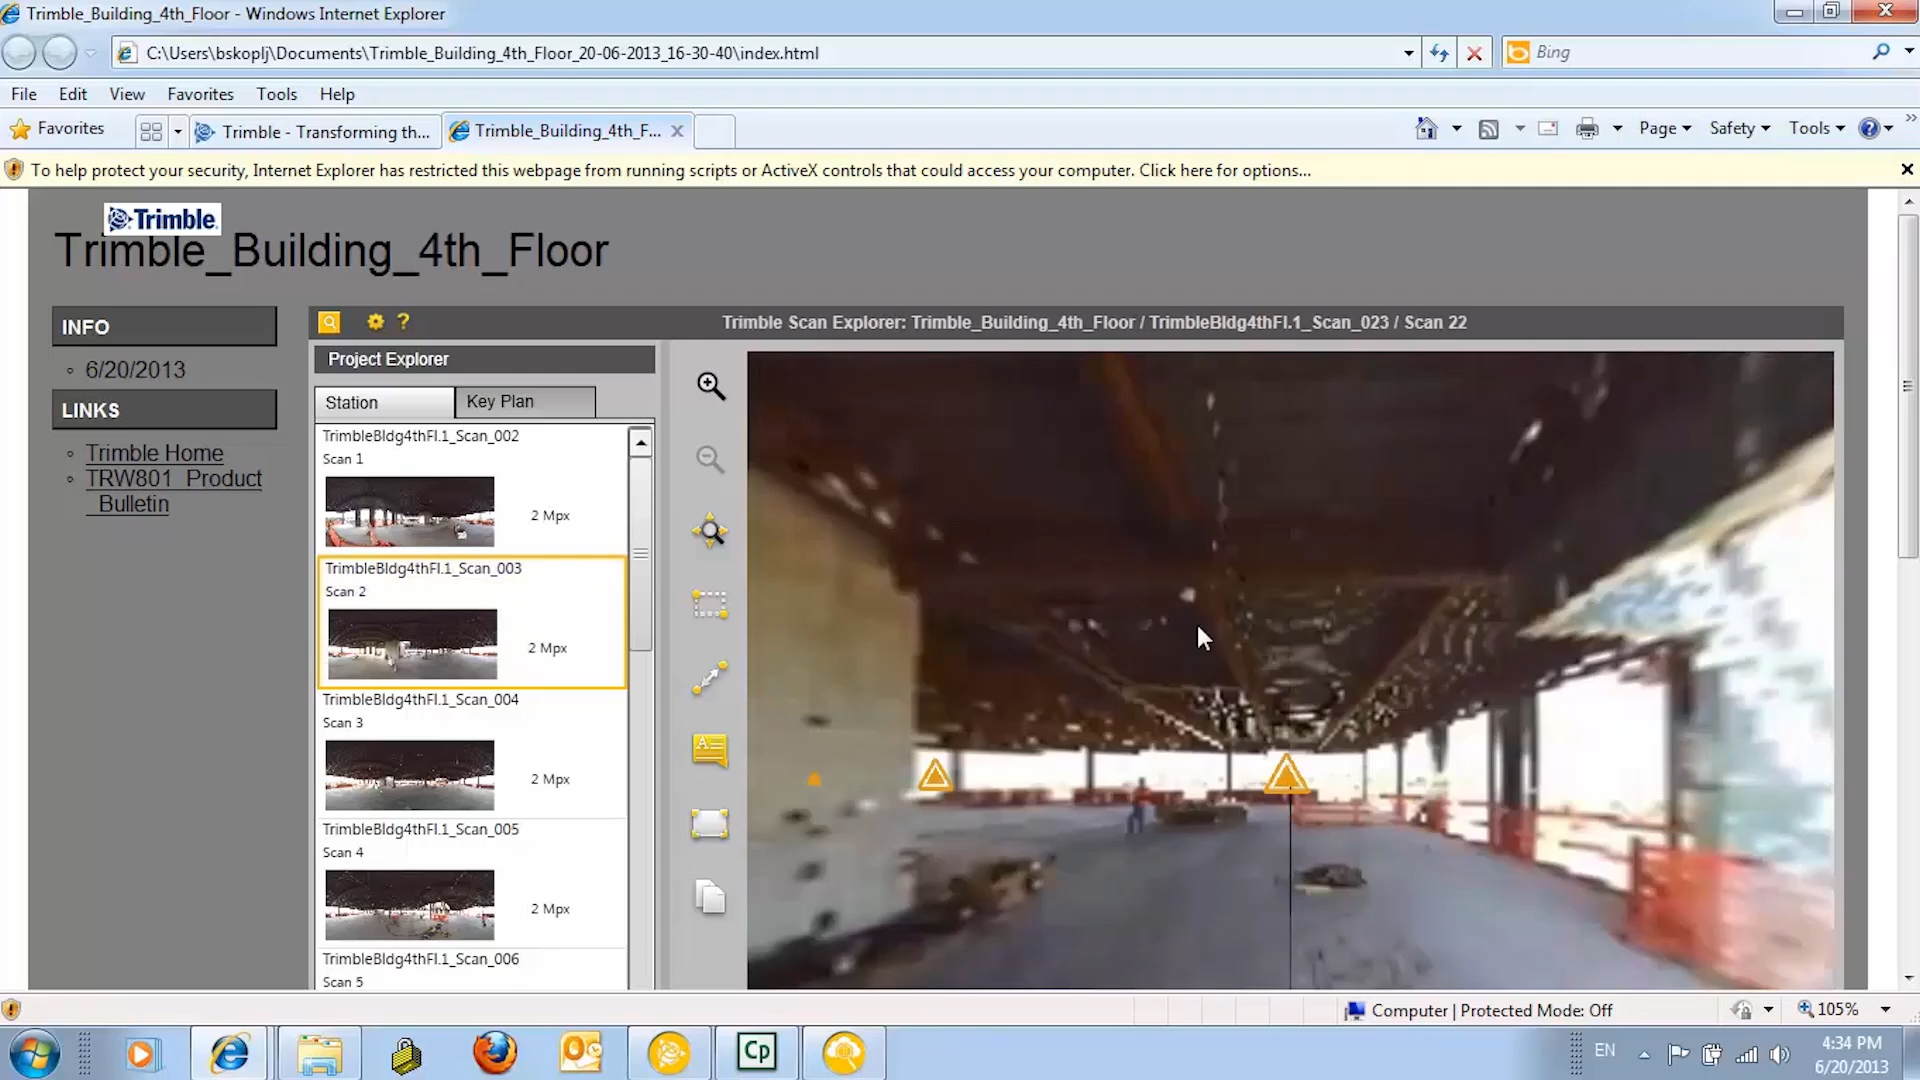 Trimble_Building_4th_Floor - Windows Internet Explorer
C:\Users\bskoplj\Documents\Trimble_Building_4th_Floor_20-06-2013_16-30-40\index.html
Bing
File Edit View Favorites Tools Help
Favorites
Trimble - Transforming th...
Trimble_Building_4th_F...
Page
Safety
Tools
To help protect your security, Internet Explorer has restricted this webpage from running scripts or ActiveX controls that could access your computer. Click here for options...
Trimble
Trimble_Building_4th_Floor
INFO
6/20/2013
LINKS
Trimble Home
TRW801_Product
_Bulletin
?
Trimble Scan Explorer: Trimble_Building_4th_Floor / TrimbleBldg4thFl.1_Scan_023 / Scan 22
Project Explorer
Station
Key Plan
TrimbleBldg4thFl.1_Scan_002
Scan 1
2 Mpx
TrimbleBldg4thFl.1_Scan_003
Scan 2
2 Mpx
TrimbleBldg4thFl.1_Scan_004
Scan 3
2 Mpx
TrimbleBldg4thFl.1_Scan_005
Scan 4
2 Mpx
TrimbleBldg4thFl.1_Scan_006
Scan 5
Computer | Protected Mode: Off
105%
Cp
EN
4:34 PM
6/20/2013